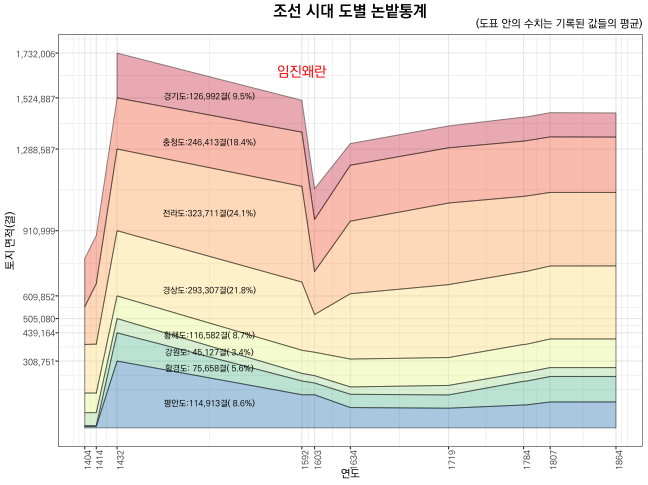 조선 시대 도별 논밭통계
(도표 안의 수치는 기록된 값들의 평균)
임진왜란
토지 면적(결)
1,732,006
1,524,887
1,288,587
910,999
609,852
505,080
439,164
308,751
경기도:126,992결( 9.5%)
충청도:246,413결(18.4%)
전라도:323,711결(24.1%)
경상도:293,307결(21.8%)
황해도:116,582결( 8.7%)
강원도: 45,127결( 3.4%)
함경도: 75,658결( 5.6%)
평안도:114,913결( 8.6%)
1404
1414
1432
1592
1603
1634
1719
1784
1807
1864
연도